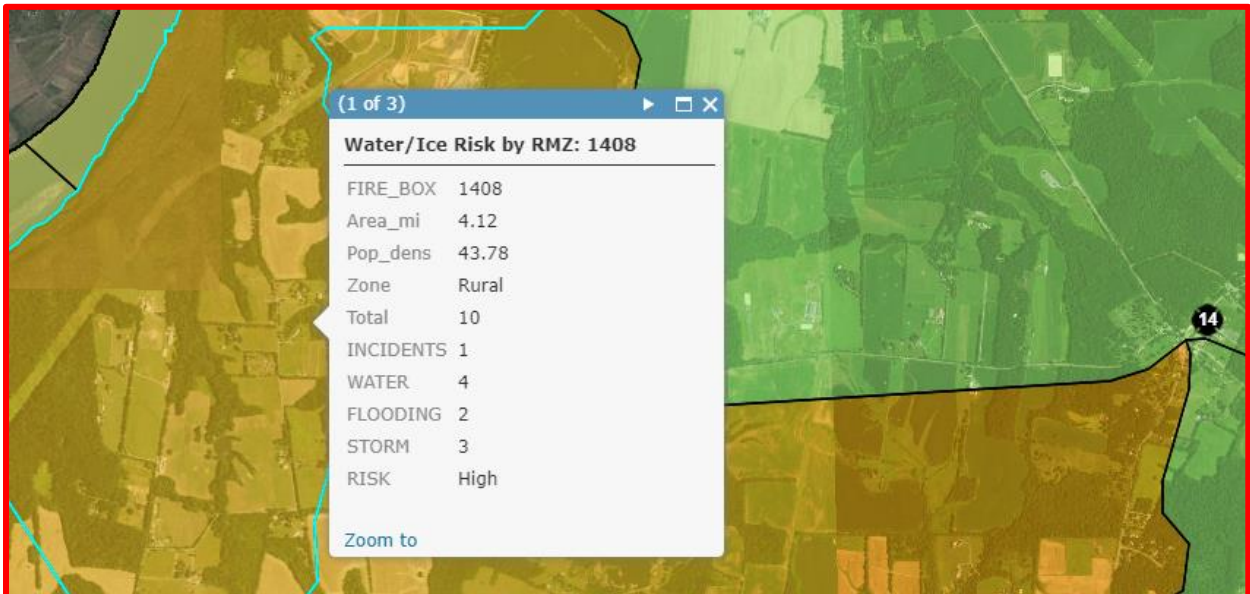 (1 of 3)
Water/Ice Risk by RMZ: 1408
FIRE_BOX 1408
Area_mi 4.12
Pop_dens 43.78
Zone Rural
Total 10
INCIDENTS 1
WATER 4
FLOODING 2
STORM 3
RISK High
Zoom to
14